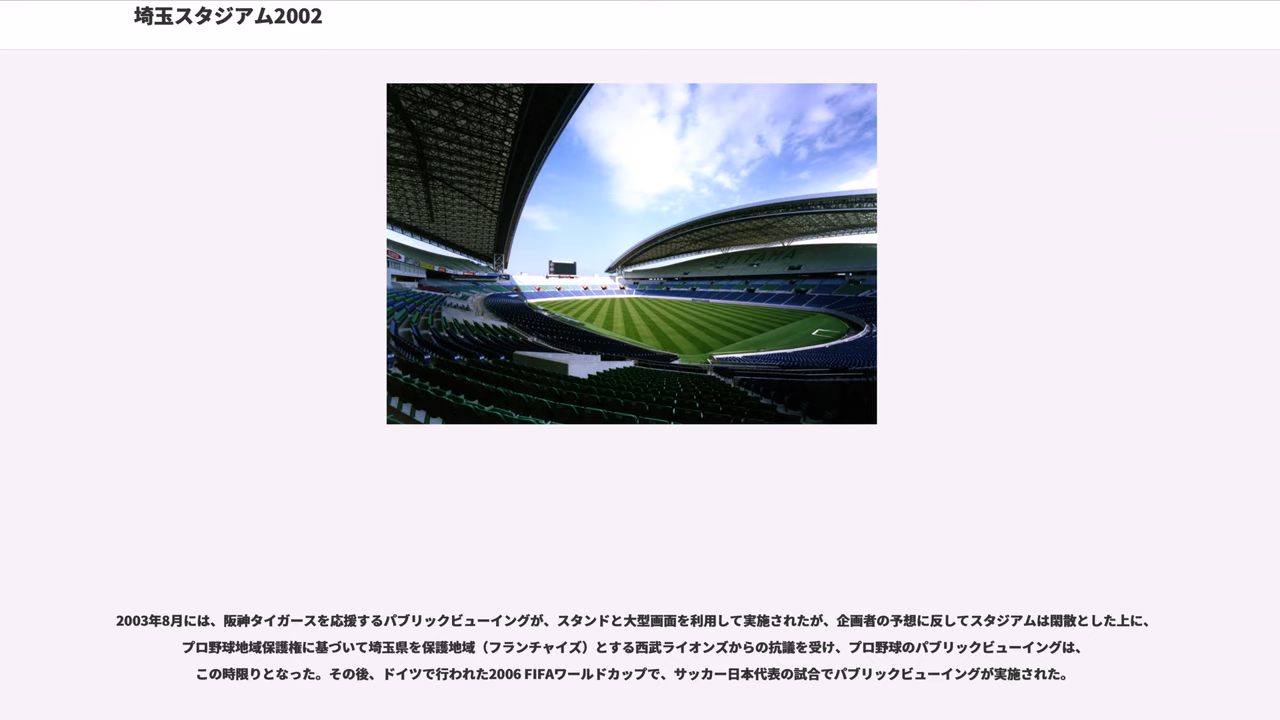 埼玉スタジアム2002
SAITAMA
2003年8月には、阪神タイガースを応援するパブリックビューイングが、スタンドと大型画面を利用して実施されたが、企画者の予想に反してスタジアムは閑散とした上に、
プロ野球地域保護権に基づいて埼玉県を保護地域（フランチャイズ）とする西武ライオンズからの抗議を受け、プロ野球のパブリックビューイングは、
この時限りとなった。その後、ドイツで行われた2006 FIFAワールドカップで、サッカー日本代表の試合でパブリックビューイングが実施された。